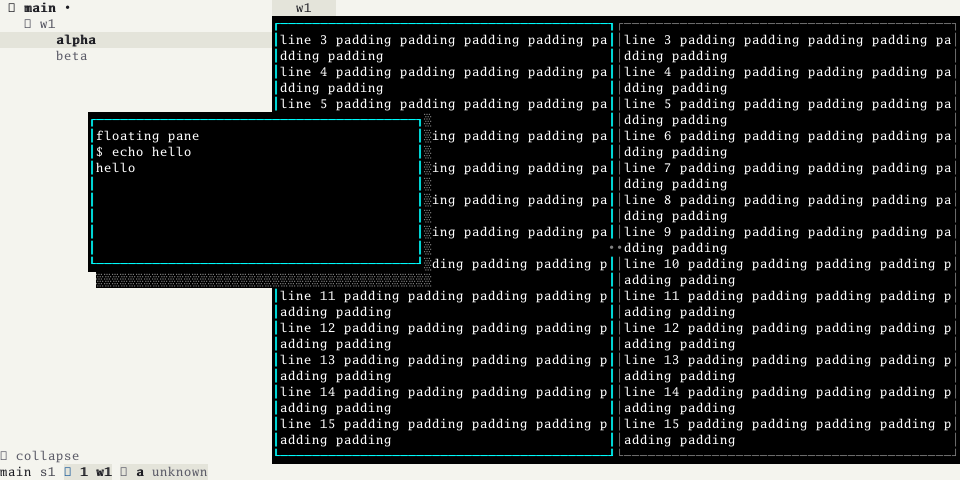 main •
w1
alpha
beta
collapse
main s1 1 w1 a unknown
w1
line 3 padding padding padding padding pa
dding padding
line 4 padding padding padding padding pa
dding padding
line 5 padding padding padding padding pa
ing padding padding pa
ing padding padding pa
ing padding padding pa
ing padding padding pa
ding padding padding p
line 11 padding padding padding padding p
adding padding
line 12 padding padding padding padding p
adding padding
line 13 padding padding padding padding p
adding padding
line 14 padding padding padding padding p
adding padding
line 15 padding padding padding padding p
adding padding
floating pane
$ echo hello
hello
line 3 padding padding padding padding pa
dding padding
line 4 padding padding padding padding pa
dding padding
line 5 padding padding padding padding pa
dding padding
line 6 padding padding padding padding pa
dding padding
line 7 padding padding padding padding pa
dding padding
line 8 padding padding padding padding pa
dding padding
line 9 padding padding padding padding pa
dding padding
line 10 padding padding padding padding p
adding padding
line 11 padding padding padding padding p
adding padding
line 12 padding padding padding padding p
adding padding
line 13 padding padding padding padding p
adding padding
line 14 padding padding padding padding p
adding padding
line 15 padding padding padding padding p
adding padding